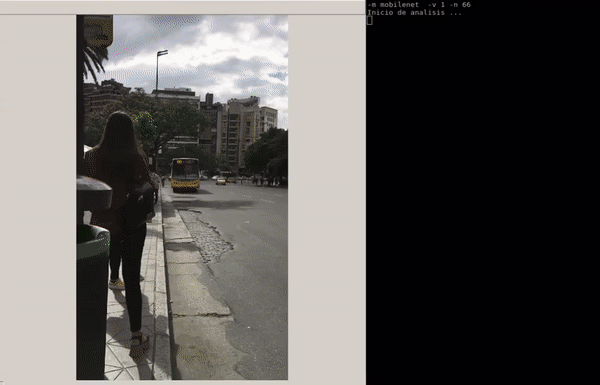 -m mobilenet  -v 1 -n 66
Inicio de analisis ...